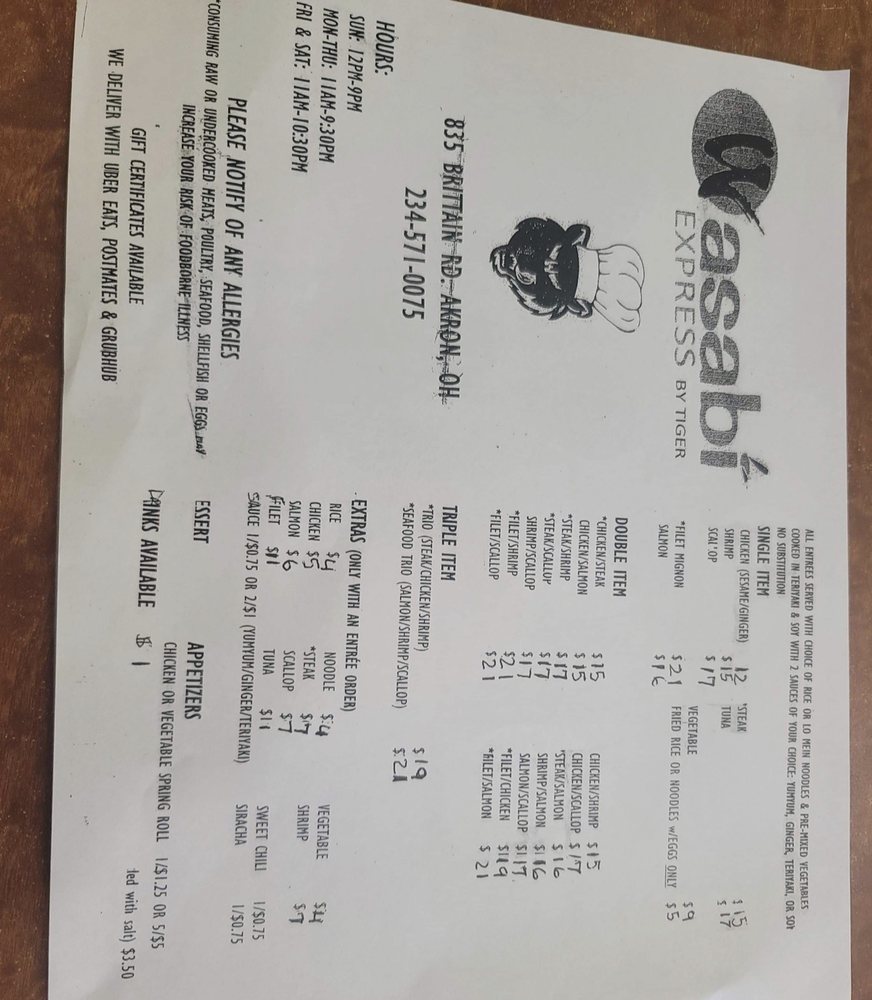 Wasabi
EXPRESS BY TIGER
835 BRITTAIN RD. AKRON, OH
234-571-0075
HOURS:
SUN: 12PM-9PM
MON-THU: 11AM-9:30PM
FRI & SAT: 11AM-10:30PM
PLEASE NOTIFY OF ANY ALLERGIES
*CONSUMING RAW OR UNDERCOOKED MEATS, POULTRY, SEAFOOD, SHELLFISH OR EGGS MAY
INCREASE YOUR RISK OF FOODBORNE ILLNESS
GIFT CERTIFICATES AVAILABLE
WE DELIVER WITH UBER EATS, POSTMATES & GRUBHUB
ALL ENTREES SERVED WITH CHOICE OF RICE OR LO MEIN NOODLES & PRE-MIXED VEGETABLES
COOKED IN TERIYAKI & SOY WITH 2 SAUCES OF YOUR CHOICE: YUMYUM, GINGER, TERIYAKI, OR SOY
NO SUBSTITUTION
SINGLE ITEM
CHICKEN (SESAME/GINGER) 12 *STEAK $15
SHRIMP $15 TUNA $17
SCAL'OP $17
VEGETABLE $9
*FILET MIGNON $21 FRIED RICE OR NOODLES w/EGGS ONLY $5
SALMON $16
DOUBLE ITEM
*CHICKEN/STEAK $15 CHICKEN/SHRIMP $15
CHICKEN/SALMON $15 CHICKEN/SCALLOP $17
*STEAK/SHRIMP $17 *STEAK/SALMON $16
*STEAK/SCALLOP $17 SHRIMP/SALMON $16
SHRIMP/SCALLOP $17 SALMON/SCALLOP $17
*FILET/SHRIMP $21 *FILET/CHICKEN $19
*FILET/SCALLOP $21 *FILET/SALMON $21
TRIPLE ITEM
*TRIO (STEAK/CHICKEN/SHRIMP) $19
*SEAFOOD TRIO (SALMON/SHRIMP/SCALLOP) $21
EXTRAS (ONLY WITH AN ENTRÉE ORDER)
RICE $4 NOODLE $4 VEGETABLE $4
CHICKEN $5 *STEAK $7 SHRIMP $7
SALMON $6 SCALLOP $7
FILET $11 TUNA $11 SWEET CHILI 1/$0.75
SAUCE 1/$0.75 OR 2/$1 (YUMYUM/GINGER/TERIYAKI) SIRACHA 1/$0.75
APPETIZERS
CHICKEN OR VEGETABLE SPRING ROLL 1/$1.25 OR 5/$5
ted with salt) $3.50
ESSERT
INKS AVAILABLE $1